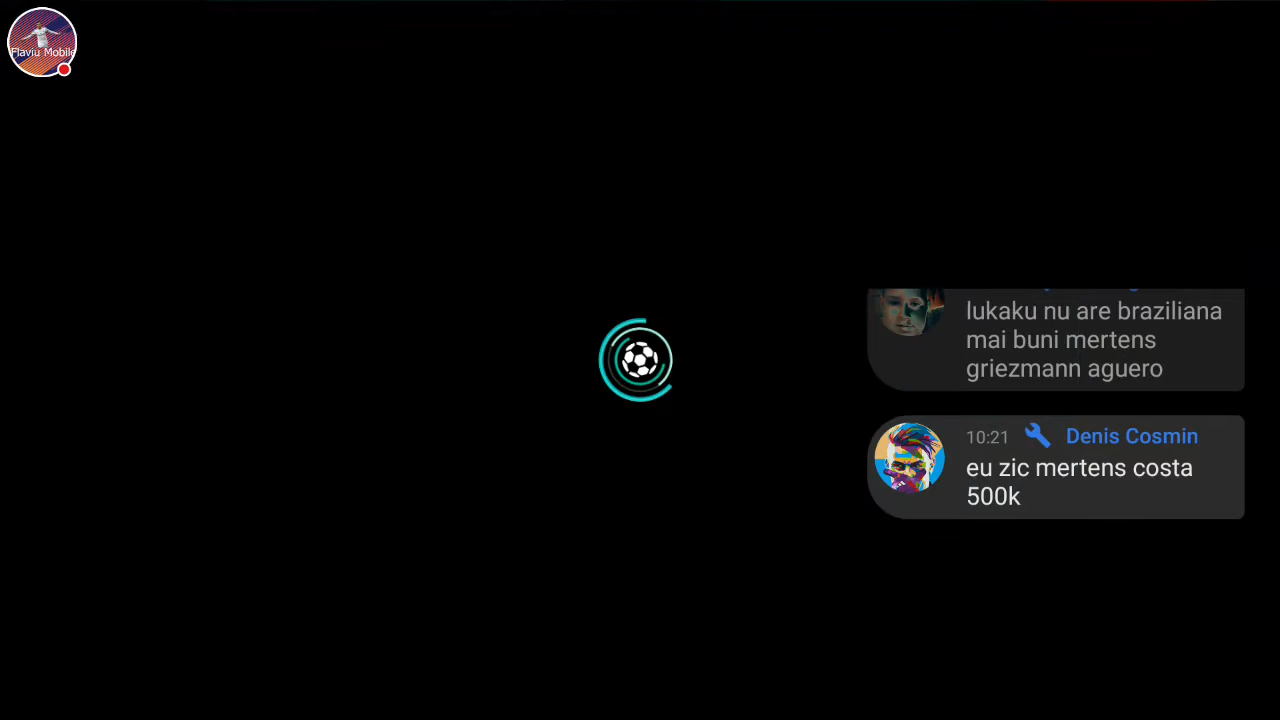 Flaviu Mobile
lukaku nu are braziliana
mai buni mertens
griezmann aguero
10:21 Denis Cosmin
eu zic mertens costa
500k